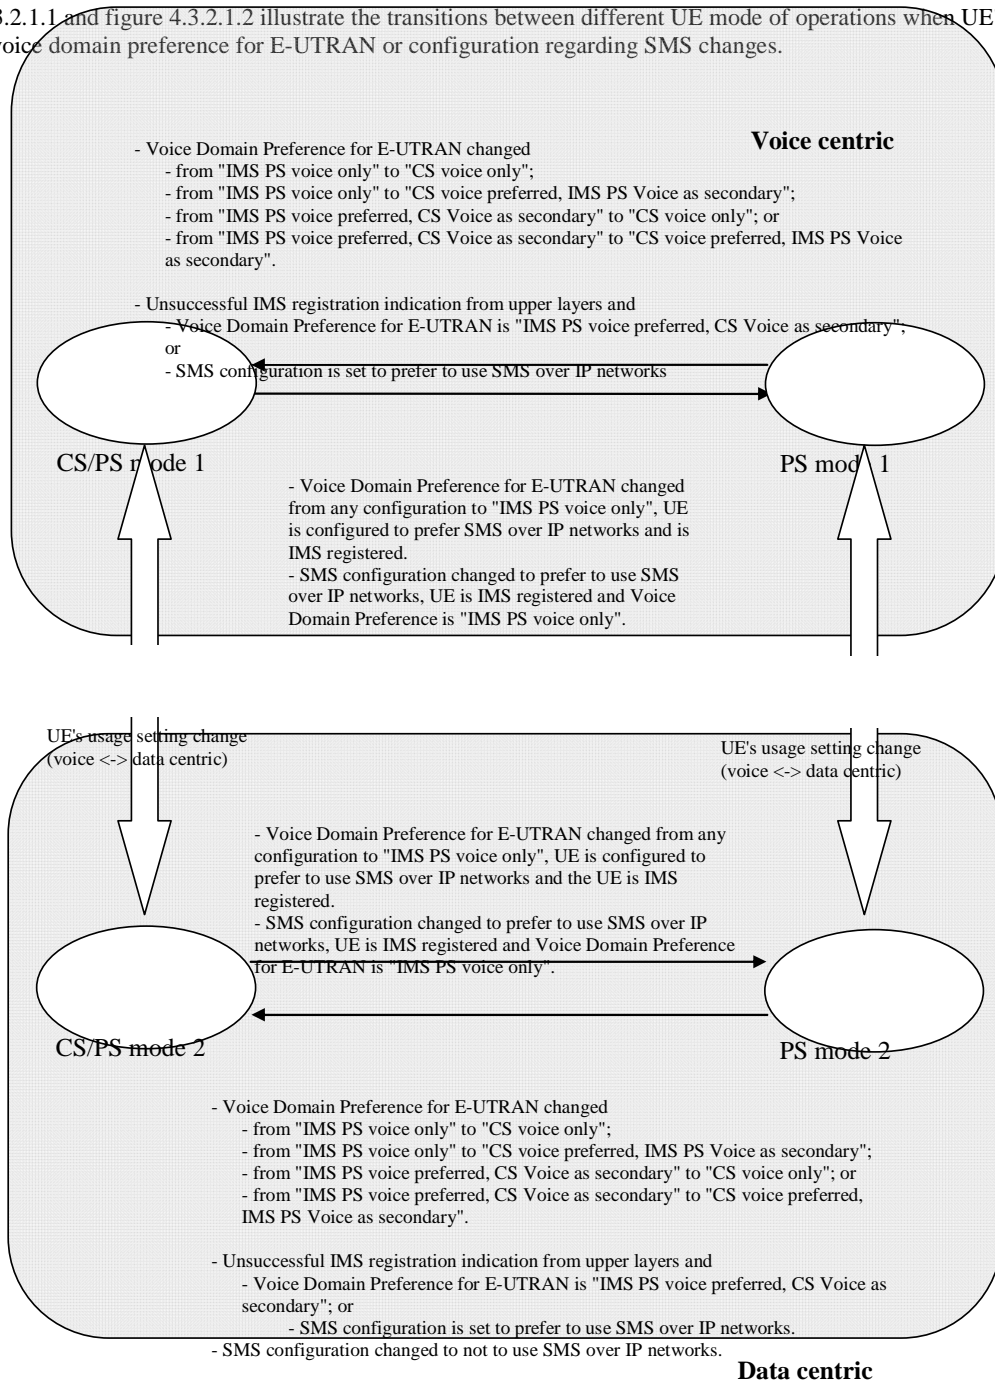 3.2.1.1 and figure 4.3.2.1.2 illustrate the transitions between different UE mode of operations when UE
voice domain preference for E-UTRAN or configuration regarding SMS changes.
Voice centric
- Voice Domain Preference for E-UTRAN changed
- from "IMS PS voice only" to "CS voice only";
- from "IMS PS voice only" to "CS voice preferred, IMS PS Voice as secondary";
- from "IMS PS voice preferred, CS Voice as secondary" to "CS voice only"; or
- from "IMS PS voice preferred, CS Voice as secondary" to "CS voice preferred, IMS PS Voice
as secondary".
- Unsuccessful IMS registration indication from upper layers and
- Voice Domain Preference for E-UTRAN is "IMS PS voice preferred, CS Voice as secondary";
or
- SMS configuration is set to prefer to use SMS over IP networks
CS/PS mode 1
PS mode 1
- Voice Domain Preference for E-UTRAN changed
from any configuration to "IMS PS voice only", UE
is configured to prefer SMS over IP networks and is
IMS registered.
- SMS configuration changed to prefer to use SMS
over IP networks, UE is IMS registered and Voice
Domain Preference is "IMS PS voice only".
UE's usage setting change
(voice <-> data centric)
UE's usage setting change
(voice <-> data centric)
- Voice Domain Preference for E-UTRAN changed from any
configuration to "IMS PS voice only", UE is configured to
prefer to use SMS over IP networks and the UE is IMS
registered.
- SMS configuration changed to prefer to use SMS over IP
networks, UE is IMS registered and Voice Domain Preference
for E-UTRAN is "IMS PS voice only".
CS/PS mode 2
PS mode 2
- Voice Domain Preference for E-UTRAN changed
- from "IMS PS voice only" to "CS voice only";
- from "IMS PS voice only" to "CS voice preferred, IMS PS Voice as secondary";
- from "IMS PS voice preferred, CS Voice as secondary" to "CS voice only"; or
- from "IMS PS voice preferred, CS Voice as secondary" to "CS voice preferred,
IMS PS Voice as secondary".
- Unsuccessful IMS registration indication from upper layers and
- Voice Domain Preference for E-UTRAN is "IMS PS voice preferred, CS Voice as
secondary"; or
- SMS configuration is set to prefer to use SMS over IP networks.
- SMS configuration changed to not to use SMS over IP networks.
Data centric